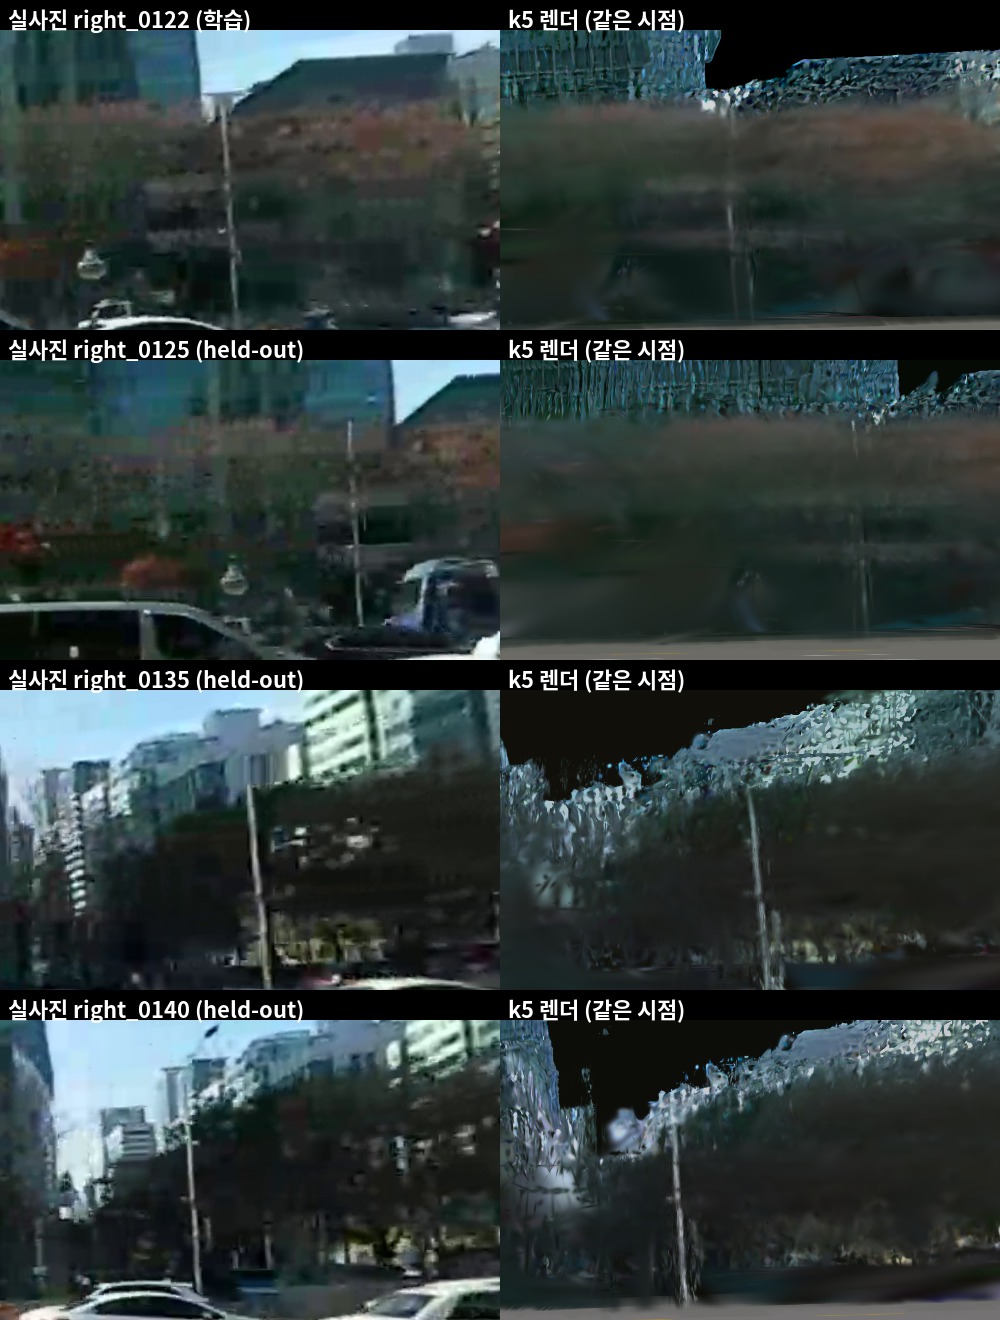 실사진 right_0122 (학습)
k5 렌더 (같은 시점)
실사진 right_0125 (held-out)
k5 렌더 (같은 시점)
실사진 right_0135 (held-out)
k5 렌더 (같은 시점)
실사진 right_0140 (held-out)
k5 렌더 (같은 시점)